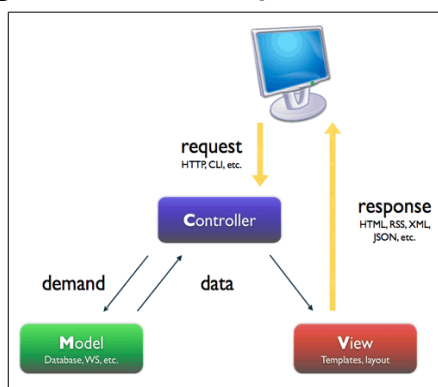 request
HTTP, CLI, etc.
Controller
response
HTML, RSS, XML,
JSON, etc.
demand
data
Model
Database, WS, etc.
View
Templates, layout